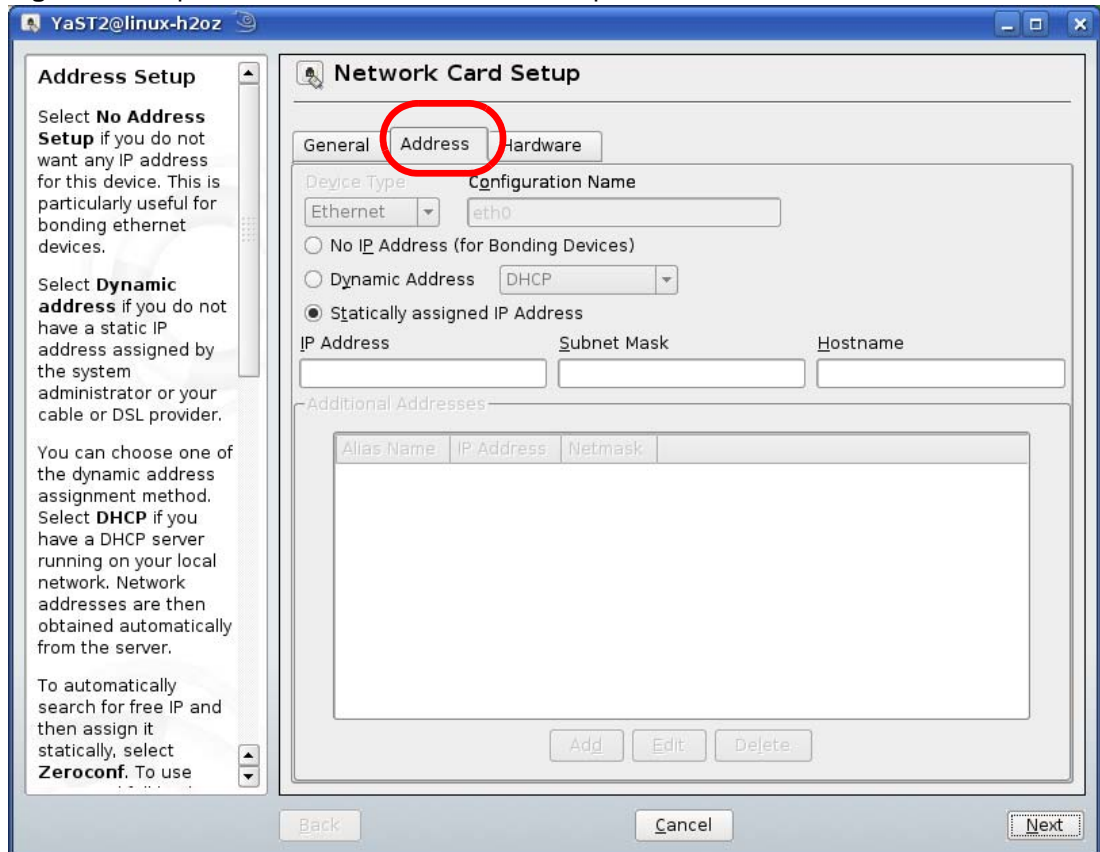 YaST2@linux-h2oz
Address Setup
Select No Address
Setup if you do not
want any IP address
for this device. This is
particularly useful for
bonding ethernet
devices.
Select Dynamic
address if you do not
have a static IP
address assigned by
the system
administrator or your
cable or DSL provider.
You can choose one of
the dynamic address
assignment method.
Select DHCP if you
have a DHCP server
running on your local
network. Network
addresses are then
obtained automatically
from the server.
To automatically
search for free IP and
then assign it
statically, select
Zeroconf. To use
Network Card Setup
General Address Hardware
Device Type Configuration Name
Ethernet eth0
No IP Address (for Bonding Devices)
Dynamic Address DHCP
Statically assigned IP Address
IP Address Subnet Mask Hostname
Additional Addresses
Alias Name IP Address Netmask
Add Edit Delete
Back Cancel Next